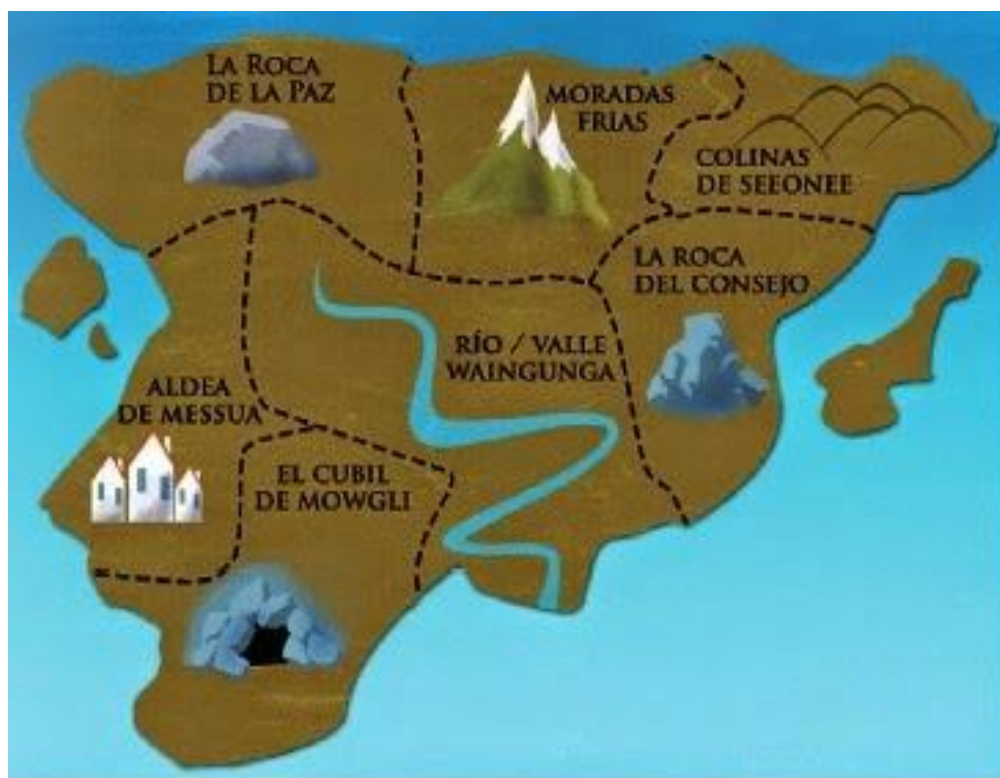 LA ROCA
DE LA PAZ
MORADAS
FRIAS
COLINAS
DE SEEONEE
LA ROCA
DEL CONSEJO
RÍO / VALLE
WAINGUNGA
ALDEA
DE MESSUA
EL CUBIL
DE MOWGLI